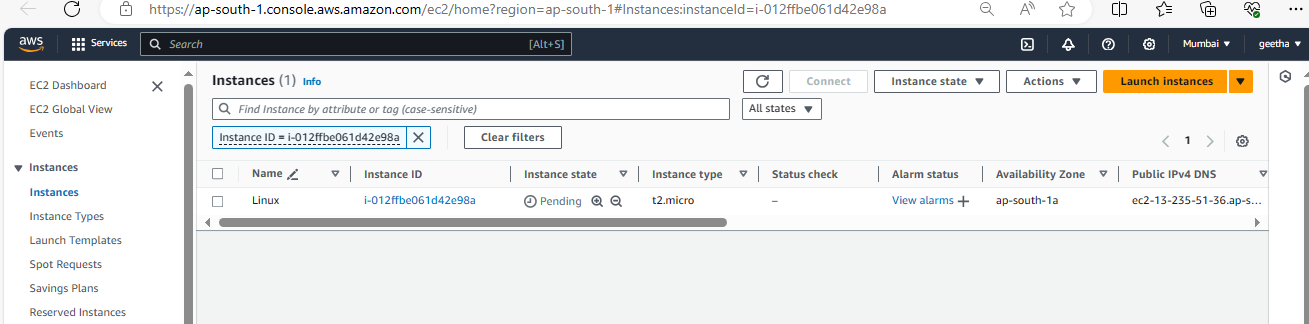 https://ap-south-1.console.aws.amazon.com/ec2/home?region=ap-south-1#Instances:instanceId=i-012ffbe061d42e98a
aws Services Search [Alt+S] Mumbai geetha
EC2 Dashboard
EC2 Global View
Events
Instances
Instances
Instance Types
Launch Templates
Spot Requests
Savings Plans
Reserved Instances
Instances (1) Info Connect Instance state Actions Launch instances
Find Instance by attribute or tag (case-sensitive) All states
Instance ID = i-012ffbe061d42e98a Clear filters 1
Name Instance ID Instance state Instance type Status check Alarm status Availability Zone Public IPv4 DNS
Linux i-012ffbe061d42e98a Pending t2.micro – View alarms + ap-south-1a ec2-13-235-51-36.ap-s...